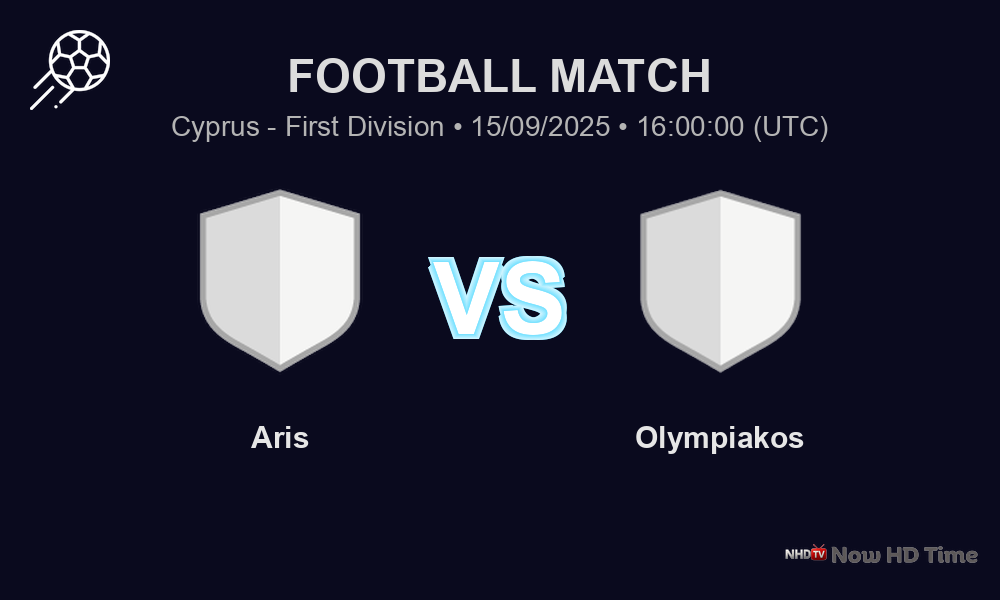 FOOTBALL MATCH
Cyprus - First Division • 15/09/2025 • 16:00:00 (UTC)
VS
Aris
Olympiakos
NHDTV Now HD Time